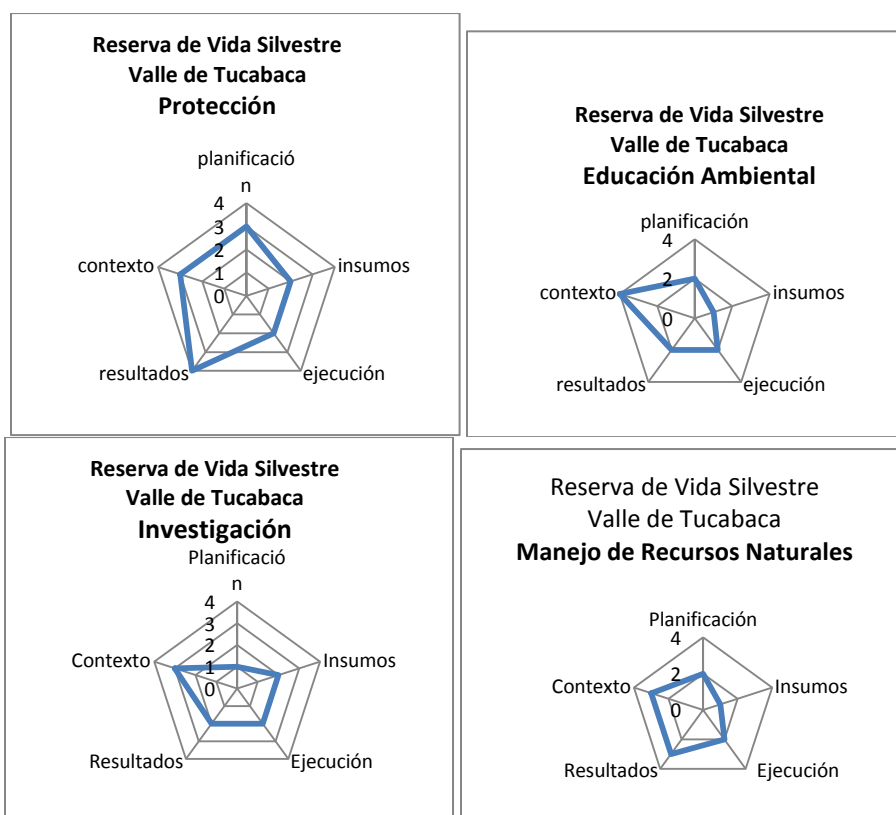 Reserva de Vida Silvestre
Valle de Tucabaca
Protección
planificació
n
4
3
2
1
0
contexto
insumos
resultados
ejecución
Reserva de Vida Silvestre
Valle de Tucabaca
Educación Ambiental
planificación
4
2
0
contexto
insumos
resultados
ejecución
Reserva de Vida Silvestre
Valle de Tucabaca
Investigación
Planificació
n
4
3
2
1
0
Contexto
Insumos
Resultados
Ejecución
Reserva de Vida Silvestre
Valle de Tucabaca
Manejo de Recursos Naturales
Planificación
4
2
0
Contexto
Insumos
Resultados
Ejecución